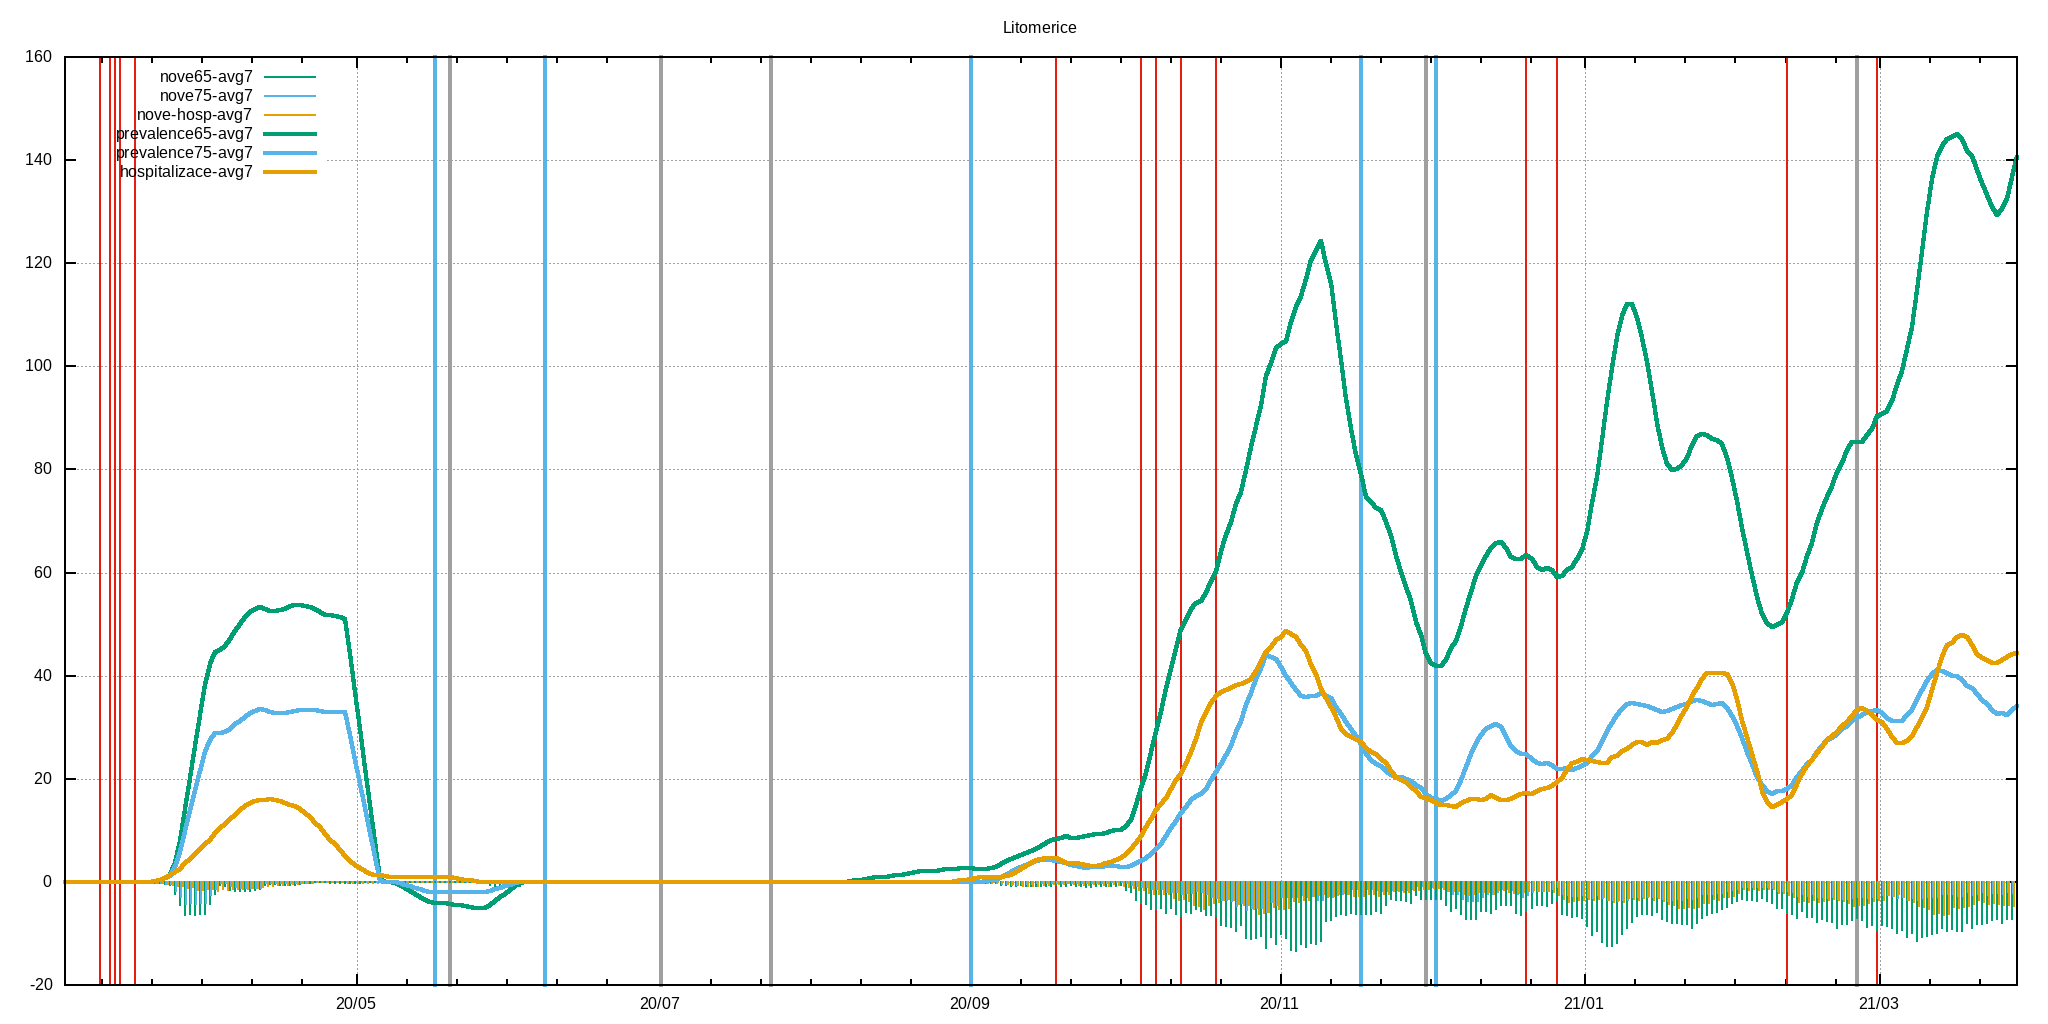 Litomerice
160
nove65-avg7
nove75-avg7
nove-hosp-avg7
prevalence65-avg7
140
prevalence75-avg7
hospitalizace-avg7
120
100
80
60
40
20
0
-20
20/05 20/07 20/09 20/11 21/01 21/03